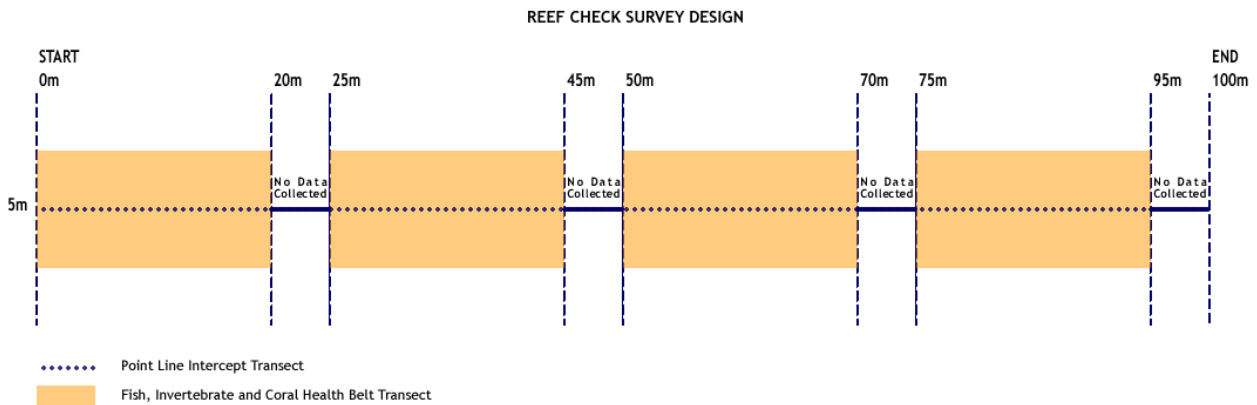 REEF CHECK SURVEY DESIGN
START
END
0m 20m 25m 45m 50m 70m 75m 95m 100m
No Data
Collected
No Data
Collected
No Data
Collected
No Data
Collected
5m
Point Line Intercept Transect
Fish, Invertebrate and Coral Health Belt Transect